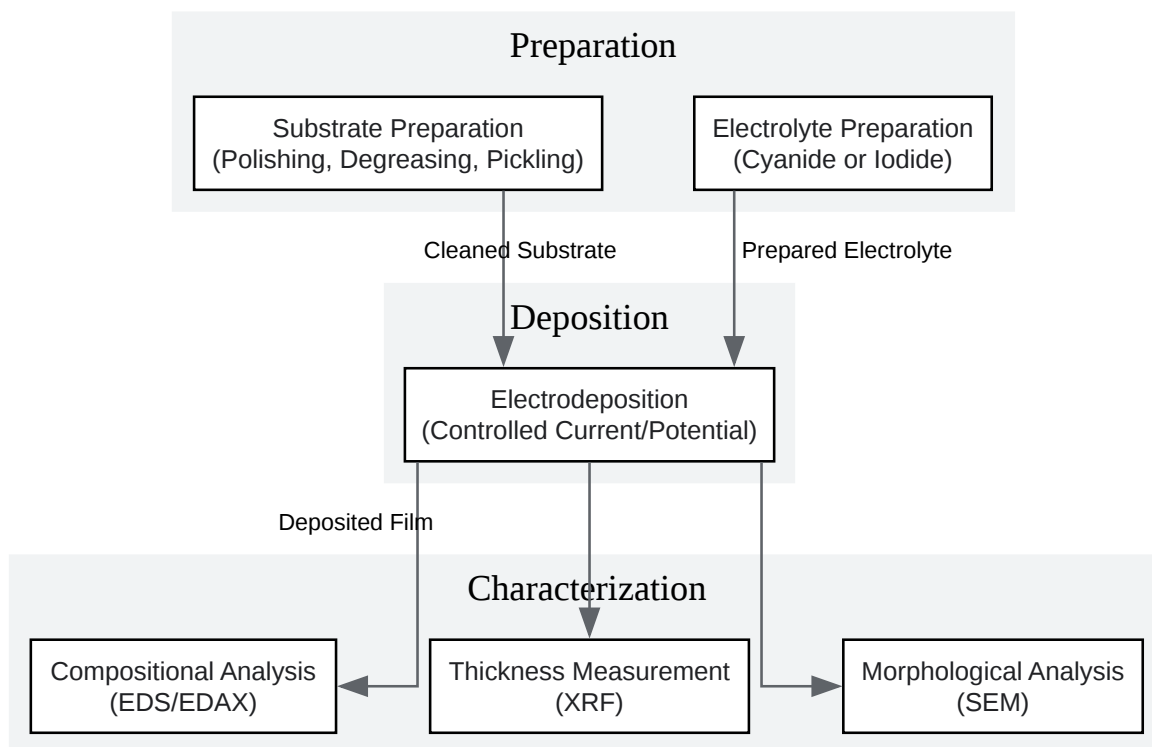 Preparation
Substrate Preparation
(Polishing, Degreasing, Pickling)
Electrolyte Preparation
(Cyanide or Iodide)
Cleaned Substrate
Prepared Electrolyte
Deposition
Electrodeposition
(Controlled Current/Potential)
Deposited Film
Characterization
Compositional Analysis
(EDS/EDAX)
Thickness Measurement
(XRF)
Morphological Analysis
(SEM)